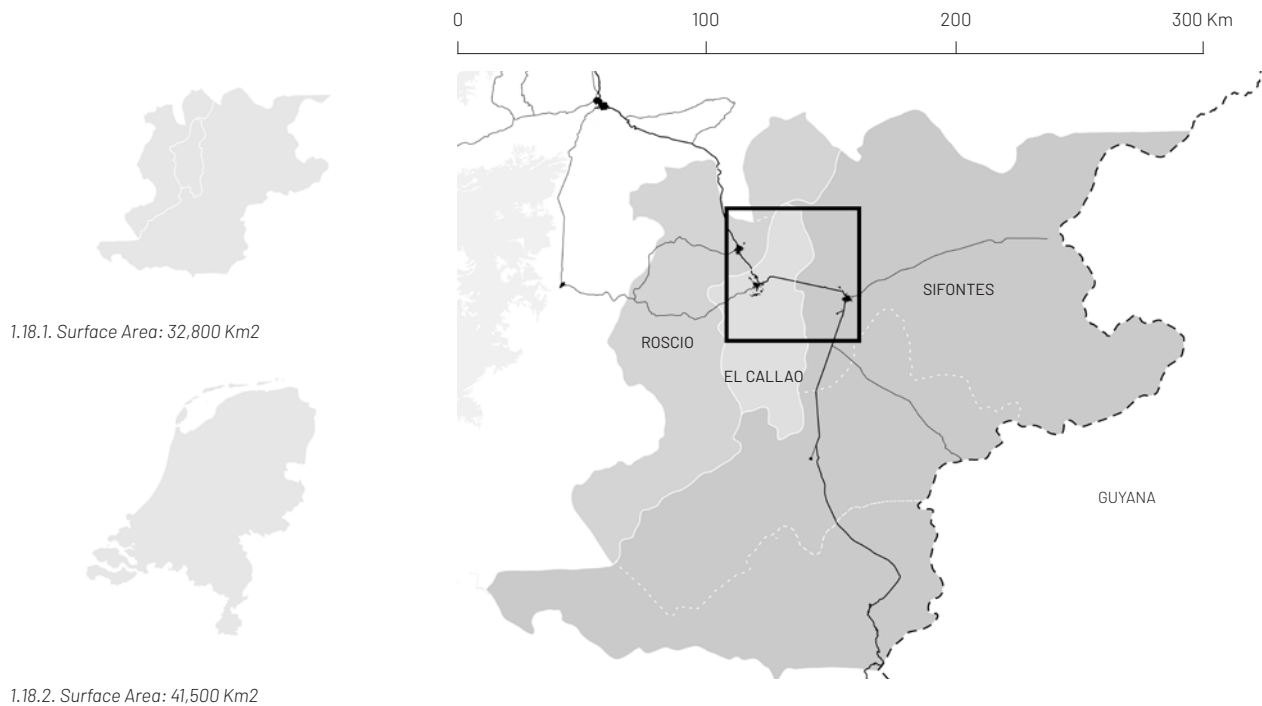 0 100 200 300 Km
1.18.1. Surface Area: 32,800 Km2
SIFONTES
ROSCIO
EL CALLAO
GUYANA
1.18.2. Surface Area: 41,500 Km2